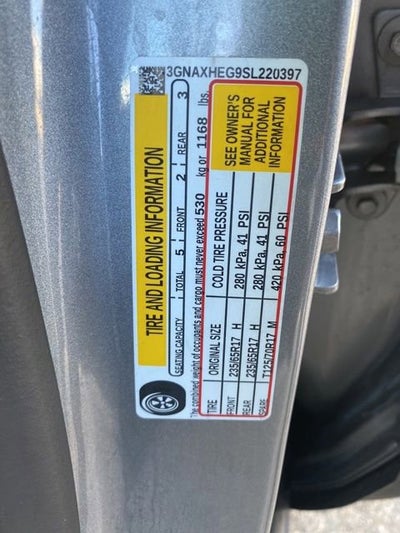 3GNAXHEG9SL220397
TIRE AND LOADING INFORMATION
SEATING CAPACITY TOTAL 5 FRONT 2 REAR 3
The combined weight of occupants and cargo must never exceed 530 kg or 1168 lbs.
TIRE ORIGINAL SIZE COLD TIRE PRESSURE
FRONT 235/65R17 H 280 kPa, 41 PSI
REAR 235/65R17 H 280 kPa, 41 PSI
SPARE T125/70R17 M 420 kPa, 60 PSI
SEE OWNER'S
MANUAL FOR
ADDITIONAL
INFORMATION